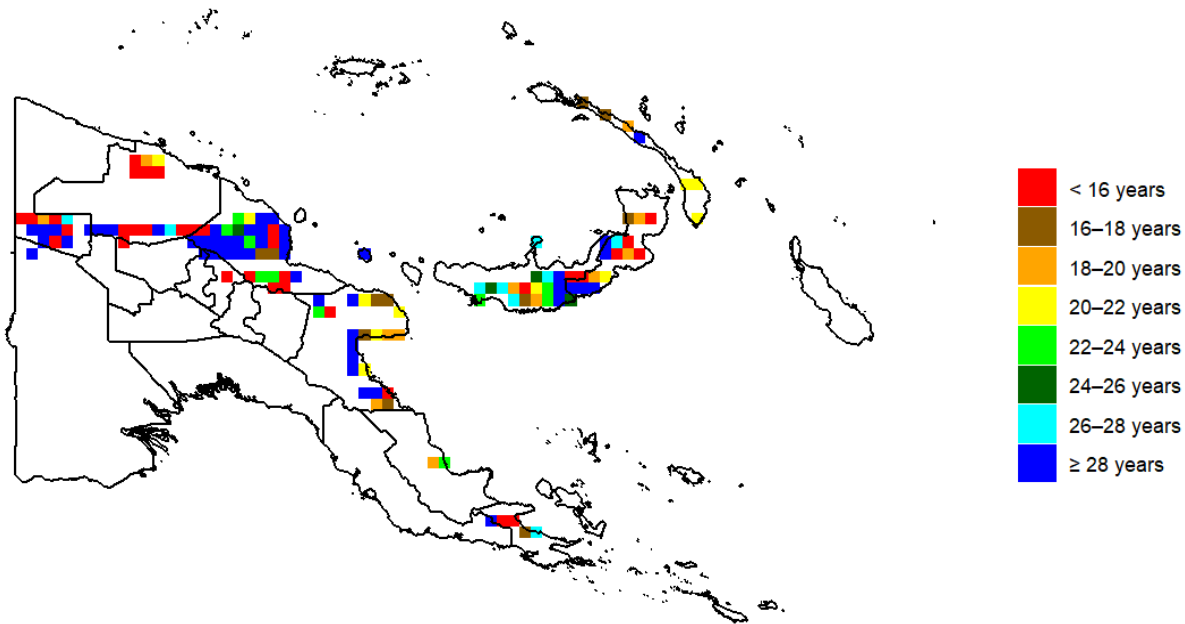 < 16 years
16–18 years
18–20 years
20–22 years
22–24 years
24–26 years
26–28 years
≥ 28 years